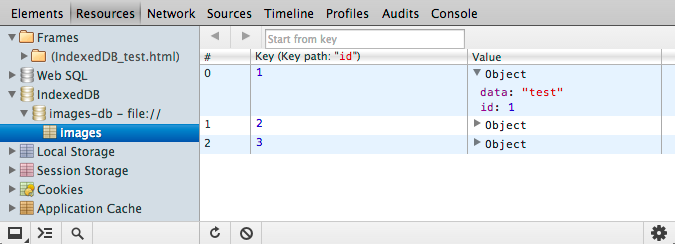 Elements Resources Network Sources Timeline Profiles Audits Console
Frames
(IndexedDB_test.html)
Web SQL
IndexedDB
images-db - file://
images
Local Storage
Session Storage
Cookies
Application Cache
Start from key
# Key (Key path: "id") Value
0 1 Object
data: "test"
id: 1
1 2 Object
2 3 Object